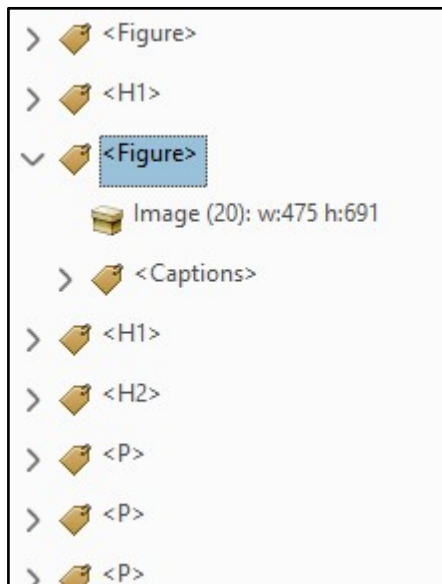 <Figure>
<H1>
<Figure>
Image (20): w:475 h:691
<Captions>
<H1>
<H2>
<P>
<P>
<P>